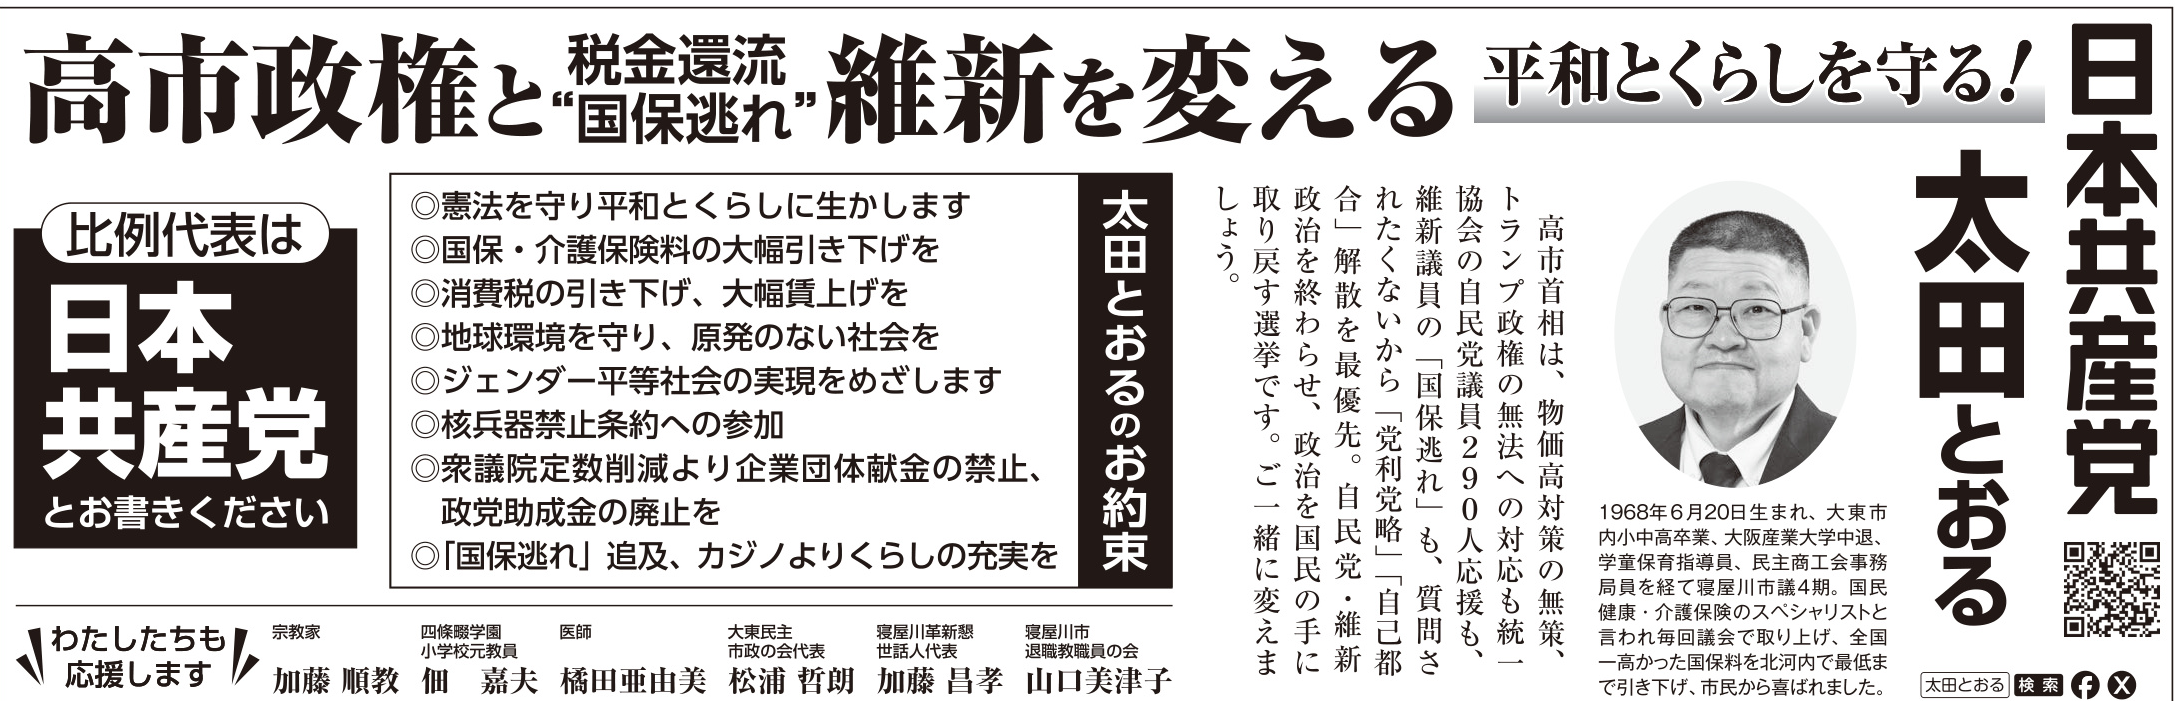 高市政権と税金還流“国保逃れ”維新を変える
平和とくらしを守る！
日本共産党
太田とおる
1968年6月20日生まれ、大東市
内小中高卒業、大阪産業大学中退、
学童保育指導員、民主商工会事務
局員を経て寝屋川市議4期。国民
健康・介護保険のスペシャリストと
言われ毎回議会で取り上げ、全国
一高かった国保料を北河内で最低ま
で引き下げ、市民から喜ばれました。
太田とおる 検索
高市首相は、物価高対策の無策、
トランプ政権の無法への対応も統一
協会の自民党議員290人応援も、
維新議員の「国保逃れ」も、質問さ
れたくないから「党利党略」「自己都
合」解散を最優先。自民党・維新
政治を終わらせ、政治を国民の手に
取り戻す選挙です。ご一緒に変えま
しょう。
太田とおるのお約束
◎憲法を守り平和とくらしに生かします
◎国保・介護保険料の大幅引き下げを
◎消費税の引き下げ、大幅賃上げを
◎地球環境を守り、原発のない社会を
◎ジェンダー平等社会の実現をめざします
◎核兵器禁止条約への参加
◎衆議院定数削減より企業団体献金の禁止、
政党助成金の廃止を
◎「国保逃れ」追及、カジノよりくらしの充実を
比例代表は
日本
共産党
とお書きください
わたしたちも
応援します
宗教家
加藤 順教
四條畷学園
小学校元教員
佃 嘉夫
医師
橘田亜由美
大東民主
市政の会代表
松浦 哲朗
寝屋川革新懇
世話人代表
加藤 昌孝
寝屋川市
退職教職員の会
山口美津子